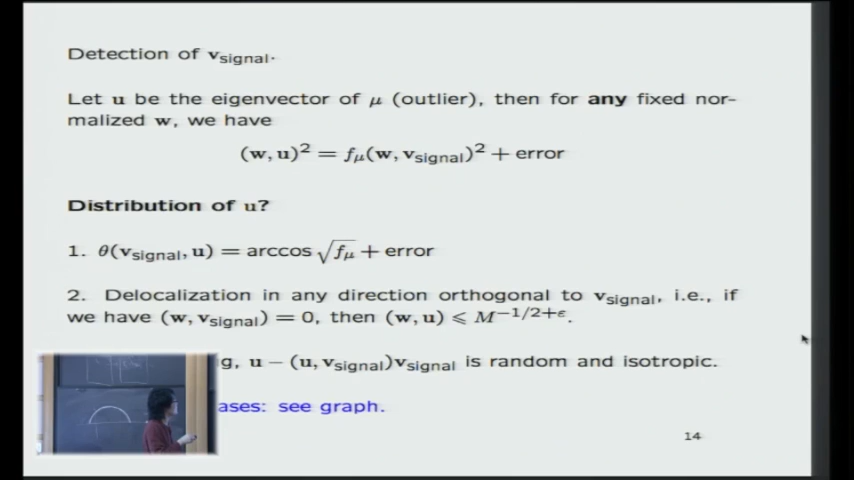 Detection of v_signal.
Let u be the eigenvector of μ (outlier), then for any fixed nor-
malized w, we have
(w, u)² = f_μ(w, v_signal)² + error
Distribution of u?
1. θ(v_signal, u) = arccos √f_μ + error
2. Delocalization in any direction orthogonal to v_signal, i.e., if
we have (w, v_signal) = 0, then (w, u) ⩽ M^{-1/2+ε}.
g, u − (u, v_signal)v_signal is random and isotropic.
ases: see graph.
14